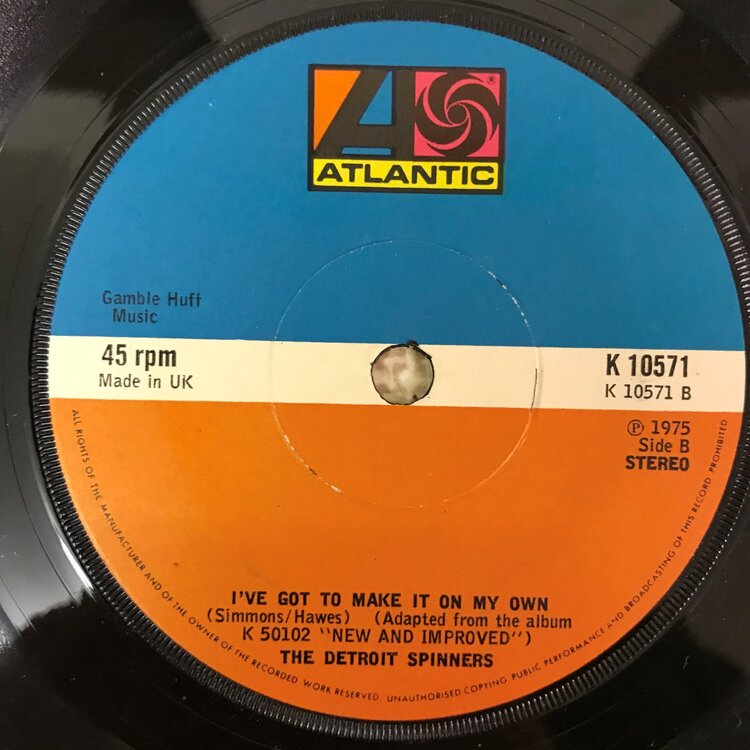 ATLANTIC
®
Gamble Huff
Music
45 rpm
Made in UK
K 10571
K 10571 B
Ⓟ 1975
Side B
STEREO
I'VE GOT TO MAKE IT ON MY OWN
(Simmons/Hawes) (Adapted from the album
K 50102 "NEW AND IMPROVED")
THE DETROIT SPINNERS
ALL RIGHTS OF THE MANUFACTURER AND OF THE OWNER OF THE RECORDED WORK RESERVED. UNAUTHORISED COPYING PUBLIC PERFORMANCE AND BROADCASTING OF THIS RECORD PROHIBITED